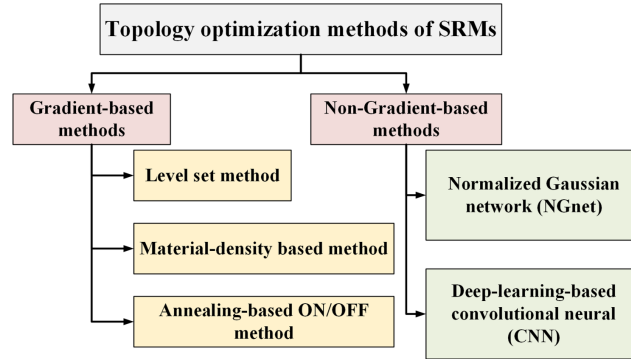 Topology optimization methods of SRMs
Gradient-based
methods
Non-Gradient-based
methods
Level set method
Material-density based method
Annealing-based ON/OFF
method
Normalized Gaussian
network (NGnet)
Deep-learning-based
convolutional neural
(CNN)